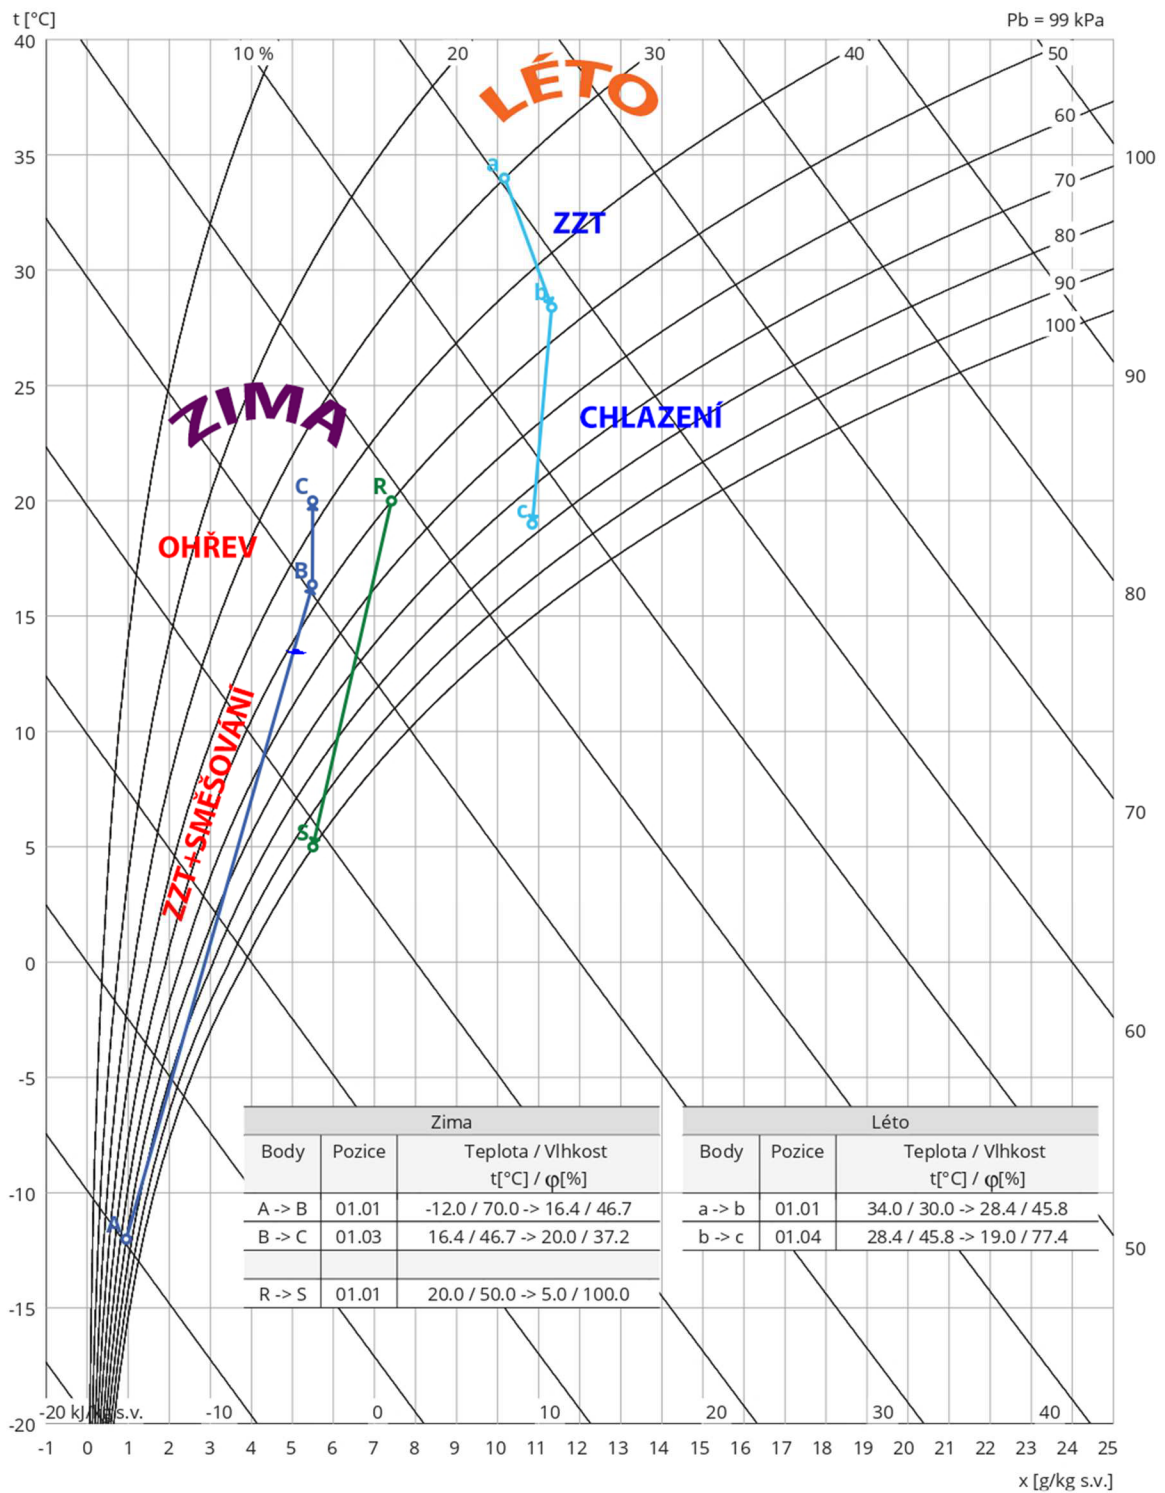 t [°C]
Pb = 99 kPa
40
10 %
20
30
40
50
LÉTO
60
a
35
100
70
ZZT
80
30
b
90
100
25
90
ZIMA
CHLAZENÍ
C
R
20
c
OHŘEV
B
80
15
ZZT+SMĚŠOVÁNÍ
10
70
S
5
0
60
-5
Zima
Body Pozice Teplota / Vlhkost
t[°C] / φ[%]
A -> B 01.01 -12.0 / 70.0 -> 16.4 / 46.7
B -> C 01.03 16.4 / 46.7 -> 20.0 / 37.2
R -> S 01.01 20.0 / 50.0 -> 5.0 / 100.0
Léto
Body Pozice Teplota / Vlhkost
t[°C] / φ[%]
a -> b 01.01 34.0 / 30.0 -> 28.4 / 45.8
b -> c 01.04 28.4 / 45.8 -> 19.0 / 77.4
-10
A
50
-15
-20 kJ/kg s.v. -10 0 10 20 30 40
-20
-1 0 1 2 3 4 5 6 7 8 9 10 11 12 13 14 15 16 17 18 19 20 21 22 23 24 25
x [g/kg s.v.]